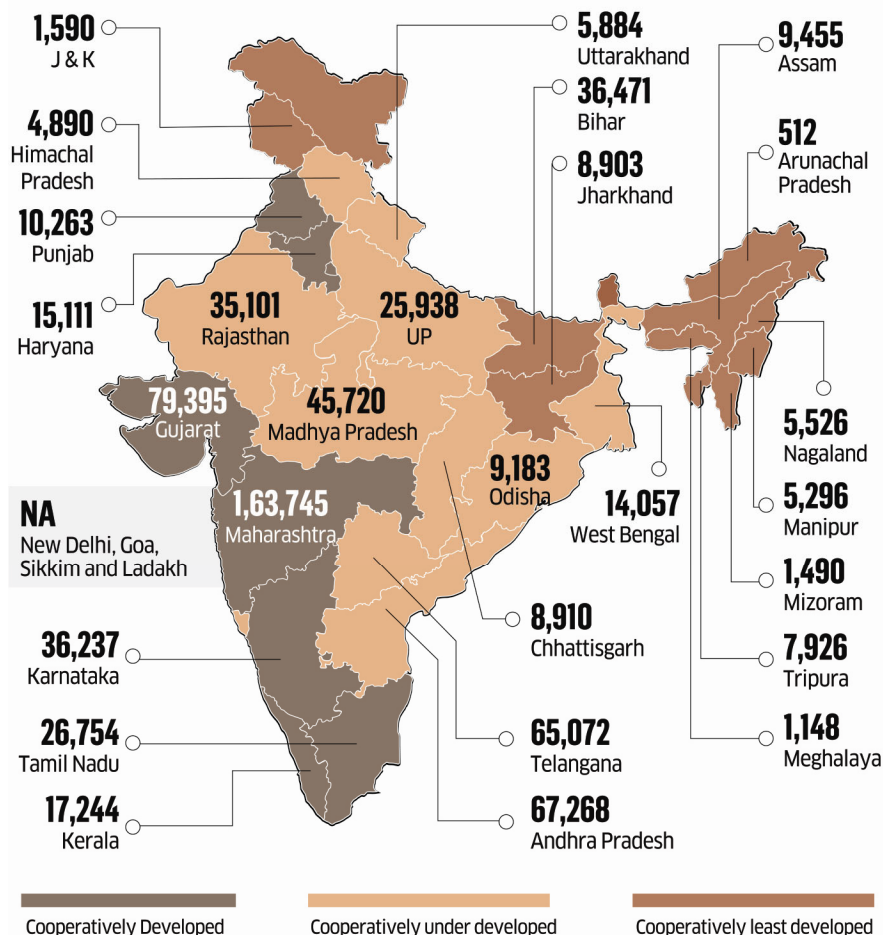 1,590
J & K
4,890
Himachal
Pradesh
10,263
Punjab
15,111
Haryana
5,884
Uttarakhand
36,471
Bihar
8,903
Jharkhand
9,455
Assam
512
Arunachal
Pradesh
35,101
Rajasthan
25,938
UP
79,395
Gujarat
45,720
Madhya Pradesh
9,183
Odisha
1,63,745
Maharashtra
14,057
West Bengal
5,526
Nagaland
5,296
Manipur
1,490
Mizoram
7,926
Tripura
1,148
Meghalaya
NA
New Delhi, Goa,
Sikkim and Ladakh
36,237
Karnataka
26,754
Tamil Nadu
17,244
Kerala
8,910
Chhattisgarh
65,072
Telangana
67,268
Andhra Pradesh
Cooperatively Developed
Cooperatively under developed
Cooperatively least developed